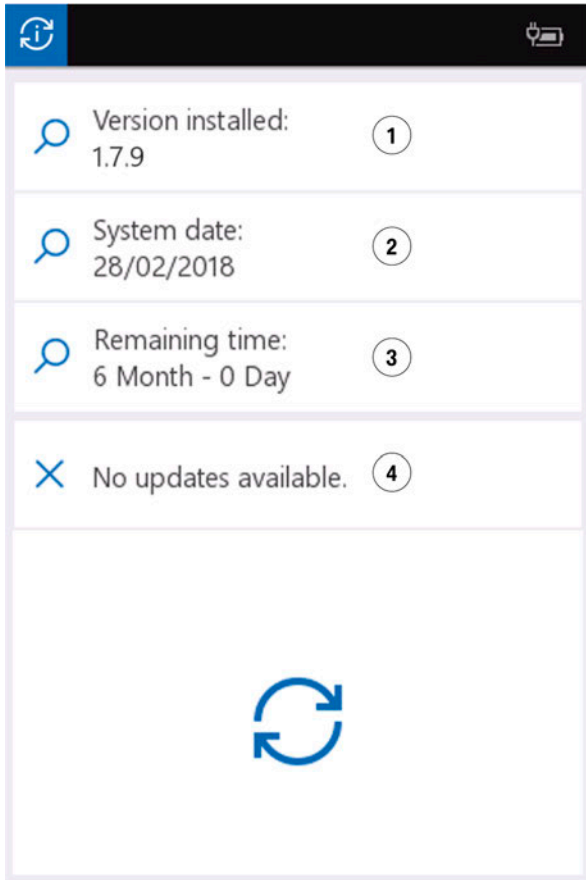 Version installed:
1.7.9
1
System date:
28/02/2018
2
Remaining time:
6 Month - 0 Day
3
No updates available.
4